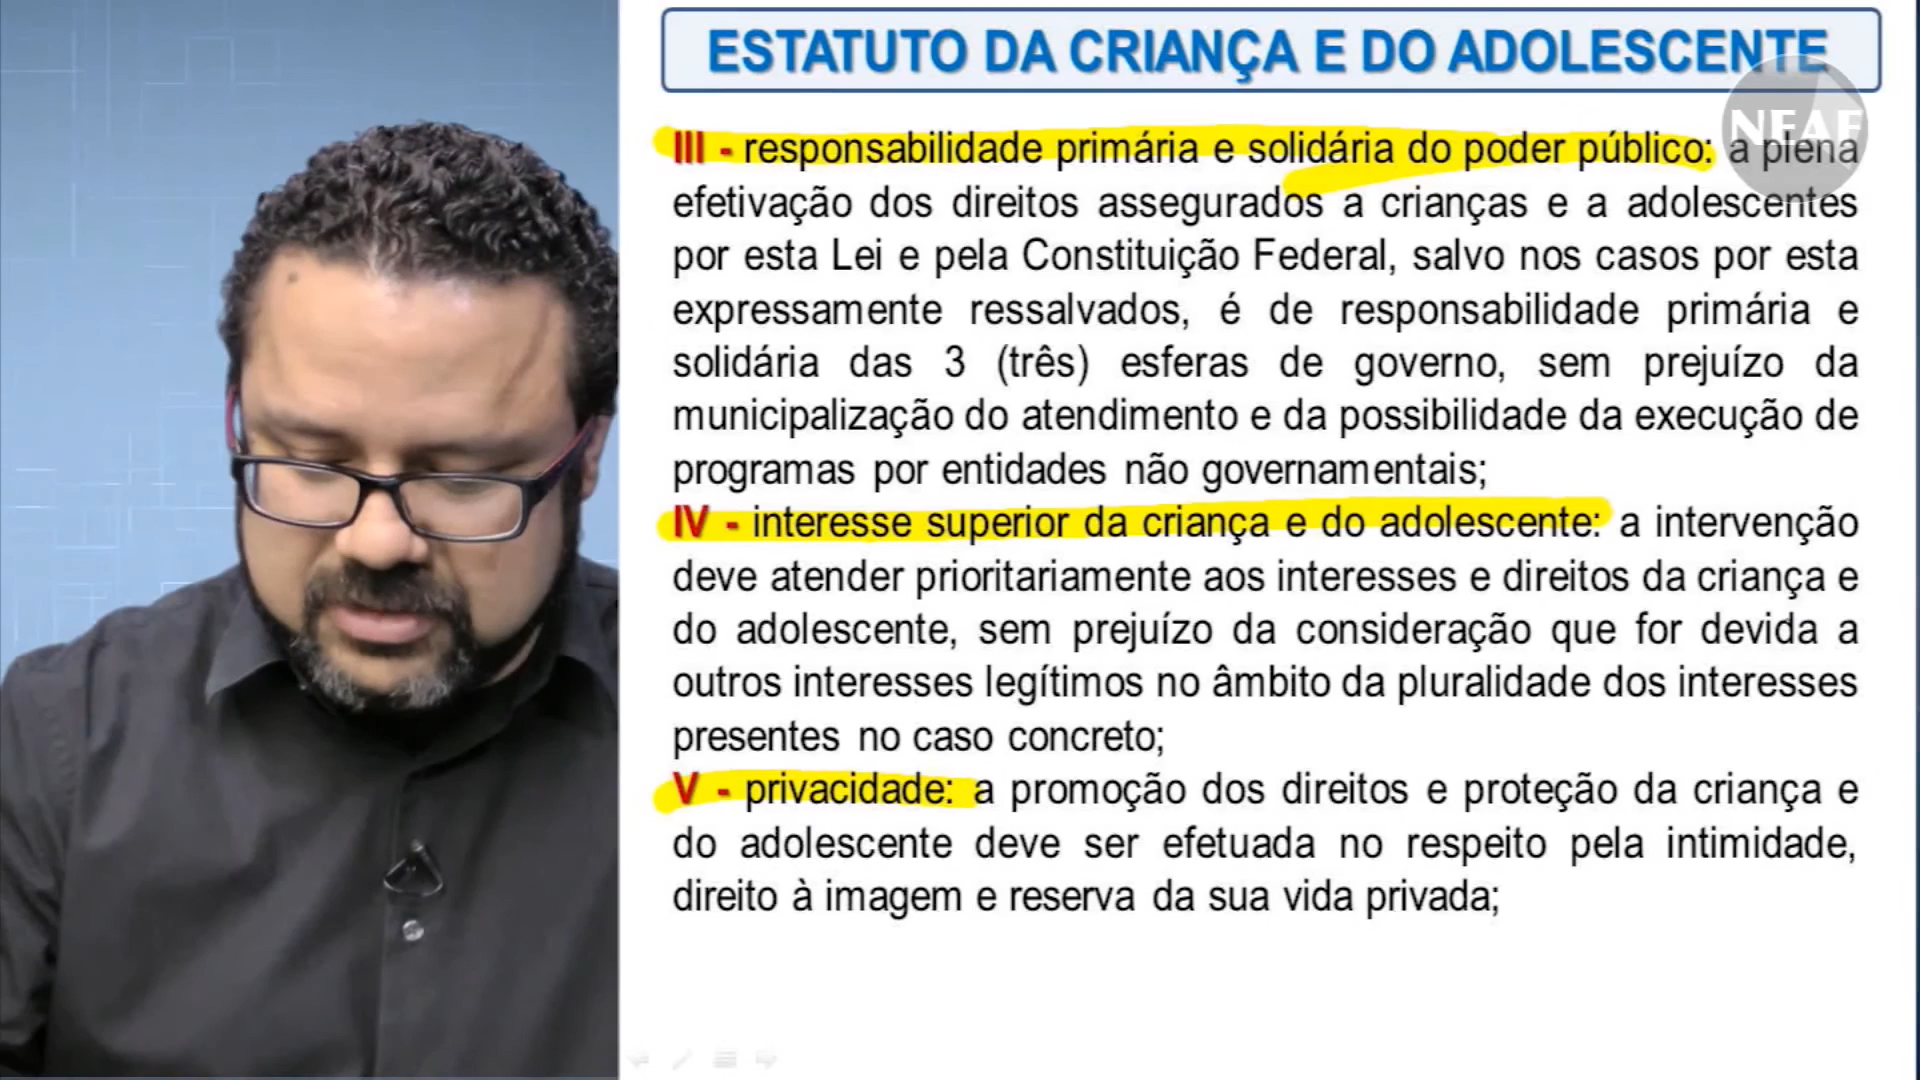 ESTATUTO DA CRIANÇA E DO ADOLESCENTE
NEAF
III - responsabilidade primária e solidária do poder público: a plena
efetivação dos direitos assegurados a crianças e a adolescentes
por esta Lei e pela Constituição Federal, salvo nos casos por esta
expressamente ressalvados, é de responsabilidade primária e
solidária das 3 (três) esferas de governo, sem prejuízo da
municipalização do atendimento e da possibilidade da execução de
programas por entidades não governamentais;
IV - interesse superior da criança e do adolescente: a intervenção
deve atender prioritariamente aos interesses e direitos da criança e
do adolescente, sem prejuízo da consideração que for devida a
outros interesses legítimos no âmbito da pluralidade dos interesses
presentes no caso concreto;
V - privacidade: a promoção dos direitos e proteção da criança e
do adolescente deve ser efetuada no respeito pela intimidade,
direito à imagem e reserva da sua vida privada;